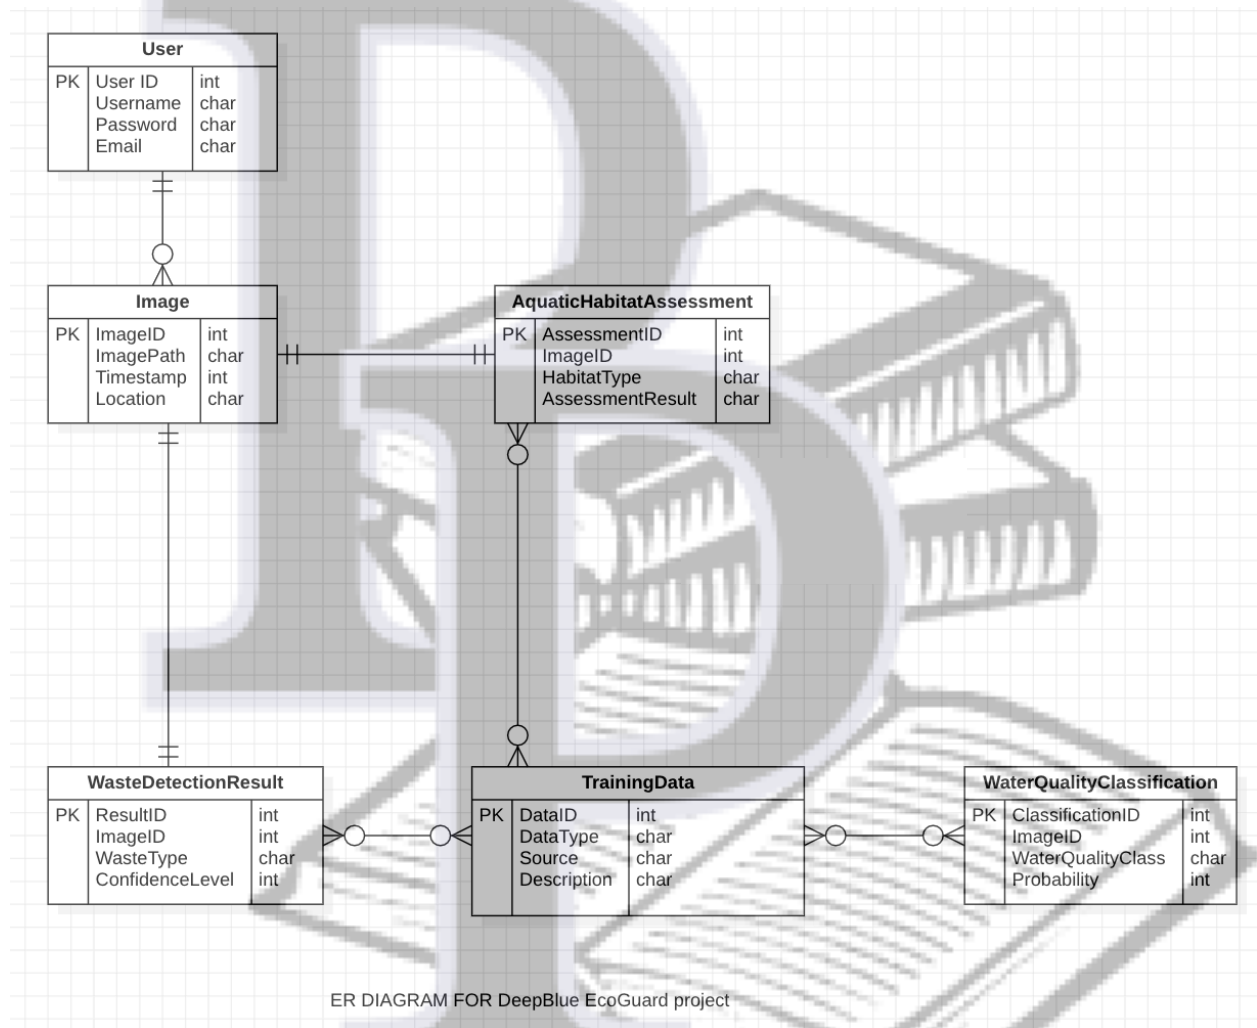 User
PK User ID int
Username char
Password char
Email char
Image
PK ImageID int
ImagePath char
Timestamp int
Location char
AquaticHabitatAssessment
PK AssessmentID int
ImageID int
HabitatType char
AssessmentResult char
WasteDetectionResult
PK ResultID int
ImageID int
WasteType char
ConfidenceLevel int
TrainingData
PK DataID int
DataType char
Source char
Description char
WaterQualityClassification
PK ClassificationID int
ImageID int
WaterQualityClass char
Probability int
ER DIAGRAM FOR DeepBlue EcoGuard project